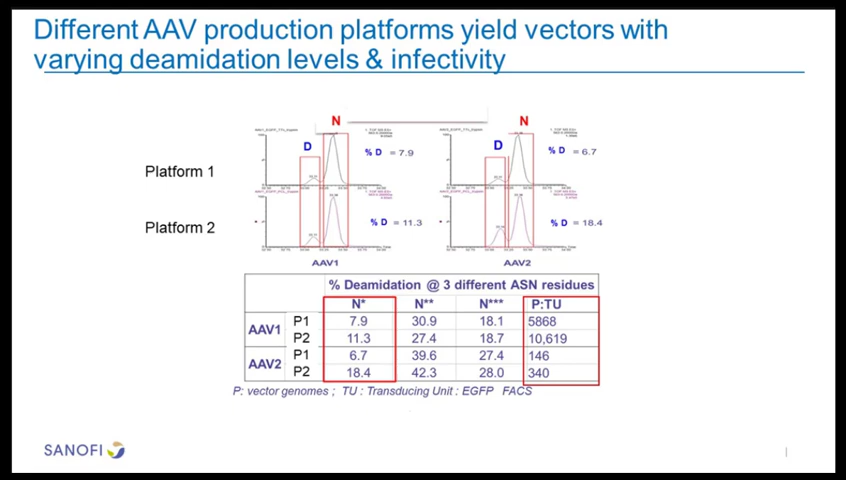 Different AAV production platforms yield vectors with
varying deamidation levels & infectivity
N
N
D
D
% D = 7.9
% D = 6.7
Platform 1
% D = 11.3
% D = 18.4
Platform 2
AAV1
AAV2
% Deamidation @ 3 different ASN residues
N* N** N*** P:TU
AAV1 P1 7.9 30.9 18.1 5868
P2 11.3 27.4 18.7 10,619
AAV2 P1 6.7 39.6 27.4 146
P2 18.4 42.3 28.0 340
P: vector genomes ; TU : Transducing Unit : EGFP FACS
SANOFI